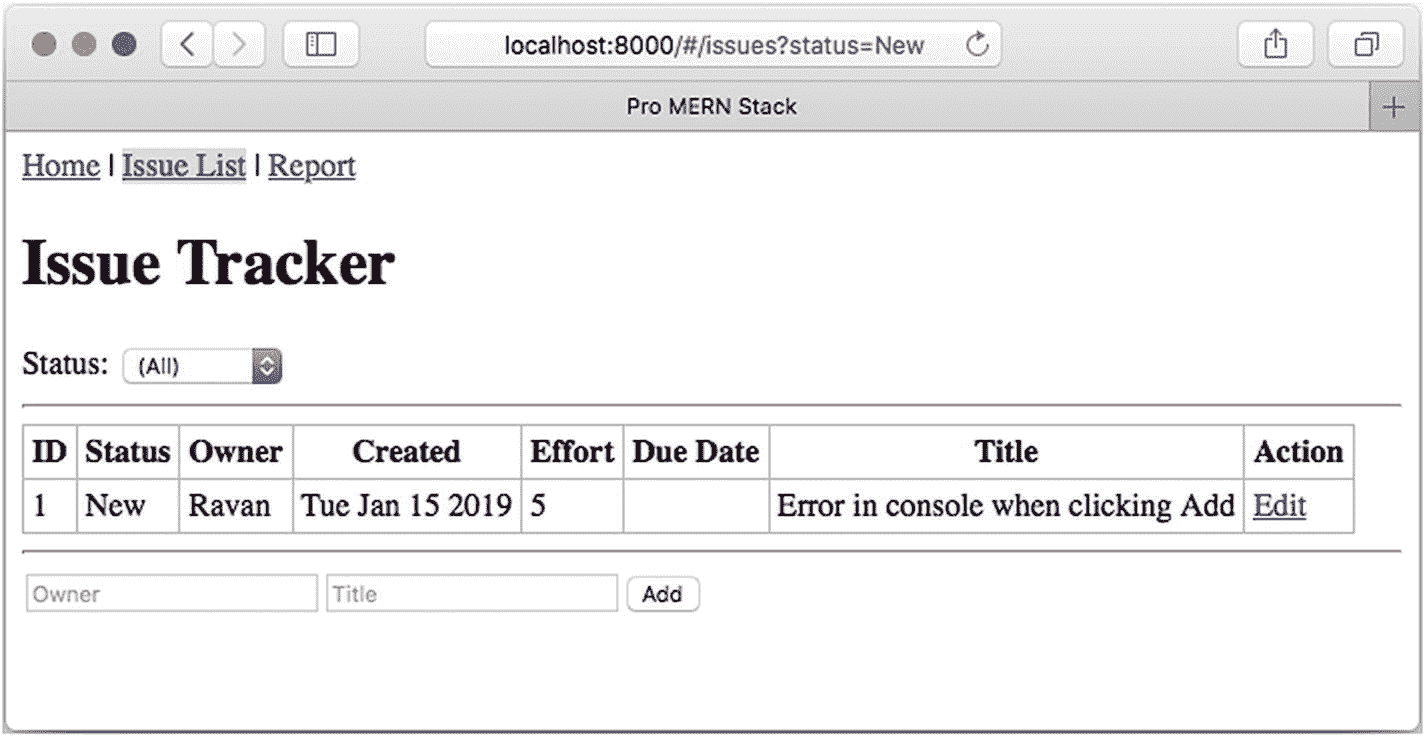 localhost:8000/#/issues?status=New
Pro MERN Stack
Home | Issue List | Report
Issue Tracker
Status: (All)
ID Status Owner Created Effort Due Date Title Action
1 New Ravan Tue Jan 15 2019 5 Error in console when clicking Add Edit
Owner Title Add